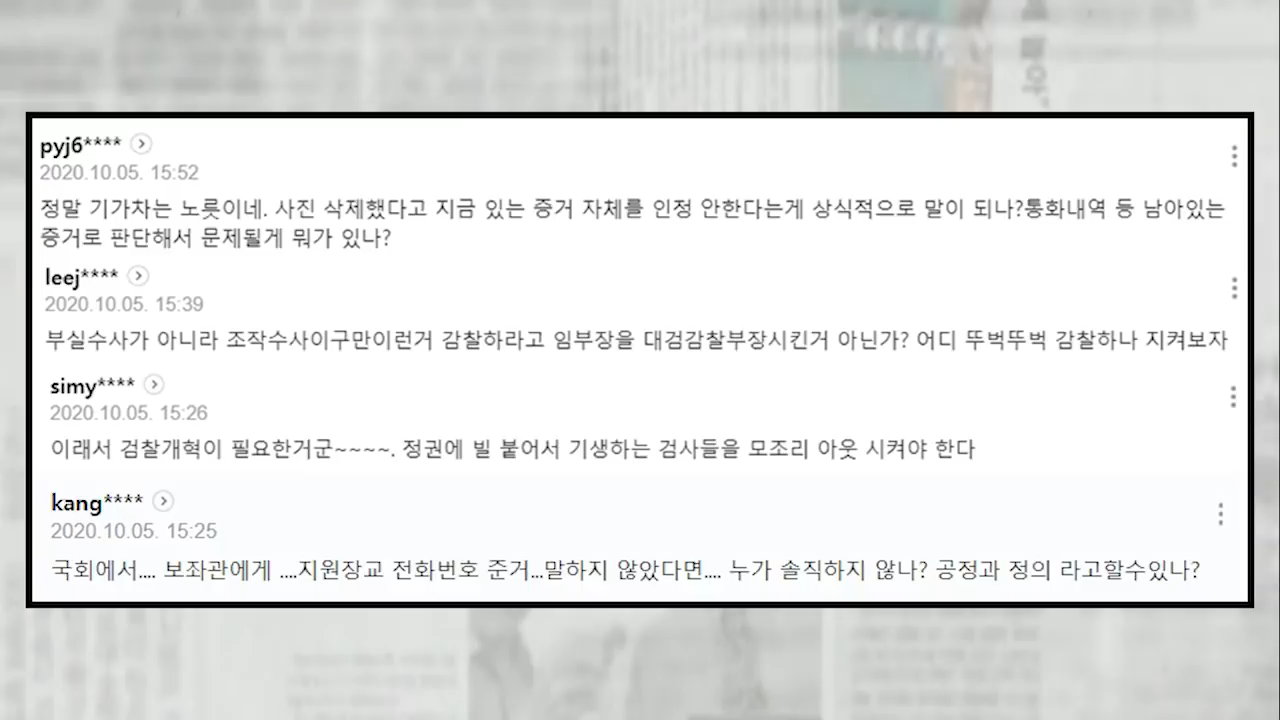 pyj6****
2020.10.05. 15:52
정말 기가차는 노릇이네. 사진 삭제했다고 지금 있는 증거 자체를 인정 안한다는게 상식적으로 말이 되나?통화내역 등 남아있는
증거로 판단해서 문제될게 뭐가 있나?
leej****
2020.10.05. 15:39
부실수사가 아니라 조작수사이구만이런거 감찰하라고 임부장을 대검감찰부장시킨거 아닌가? 어디 뚜벅뚜벅 감찰하나 지켜보자
simy****
2020.10.05. 15:26
이래서 검찰개혁이 필요한거군~~~~. 정권에 빌 붙어서 기생하는 검사들을 모조리 아웃 시켜야 한다
kang****
2020.10.05. 15:25
국회에서.... 보좌관에게 ....지원장교 전화번호 준거...말하지 않았다면.... 누가 솔직하지 않나? 공정과 정의 라고할수있나?